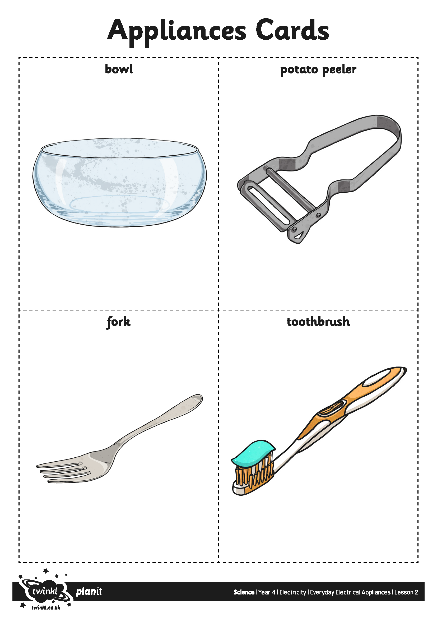 Appliances Cards
bowl
potato peeler
fork
toothbrush
twinkl
planit
twinkl.co.uk
Science | Year 4 | Electricity | Everyday Electrical Appliances | Lesson 2